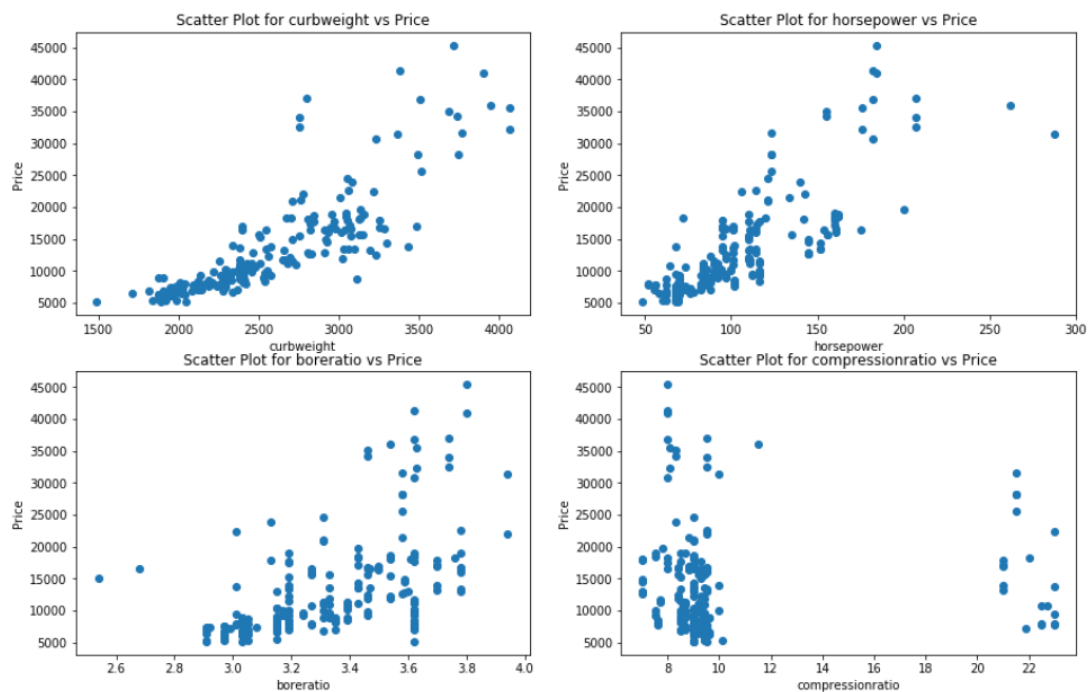 Scatter Plot for curbweight vs Price
Price
45000
40000
35000
30000
25000
20000
15000
10000
5000
1500 2000 2500 3000 3500 4000
curbweight
Scatter Plot for horsepower vs Price
Price
45000
40000
35000
30000
25000
20000
15000
10000
5000
50 100 150 200 250 300
horsepower
Scatter Plot for boreratio vs Price
Price
45000
40000
35000
30000
25000
20000
15000
10000
5000
2.6 2.8 3.0 3.2 3.4 3.6 3.8 4.0
boreratio
Scatter Plot for compressionratio vs Price
Price
45000
40000
35000
30000
25000
20000
15000
10000
5000
8 10 12 14 16 18 20 22
compressionratio